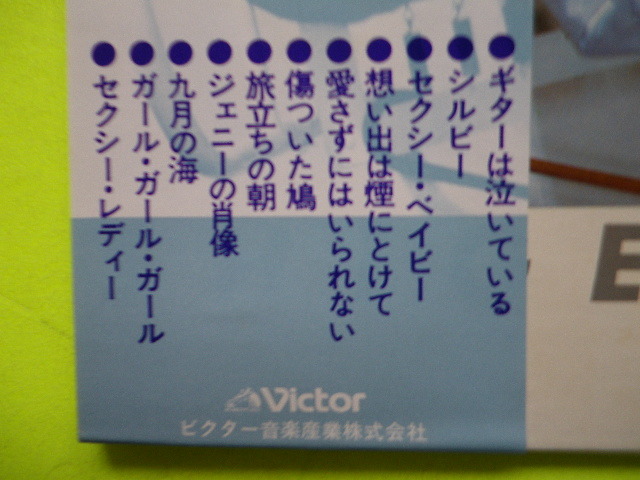 ●ギターは泣いている
●シルビー
●セクシー・ベイビー
●想い出は煙にとけて
●愛さずにはいられない
●傷ついた鳩
●旅立ちの朝
●ジェニーの肖像
●九月の海
●ガール・ガール・ガール
●セクシー・レディー
Victor
ビクター音楽産業株式会社
E